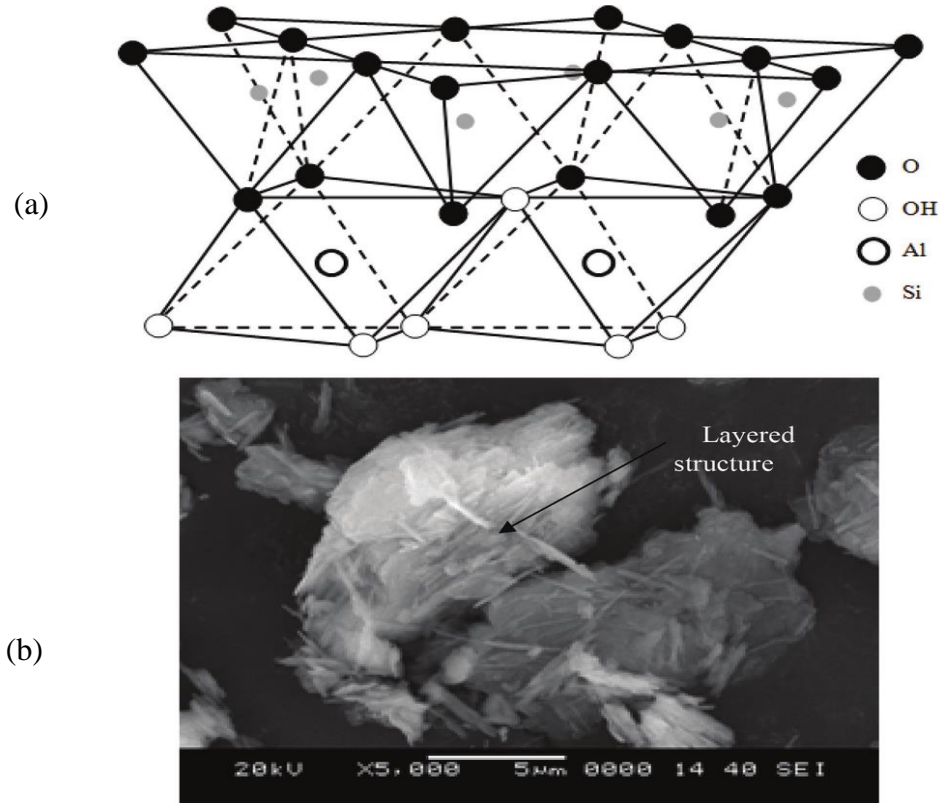 (a)
O
OH
Al
Si
(b)
Layered
structure
20kV X5,000 5μm 0000 14 40 SEI